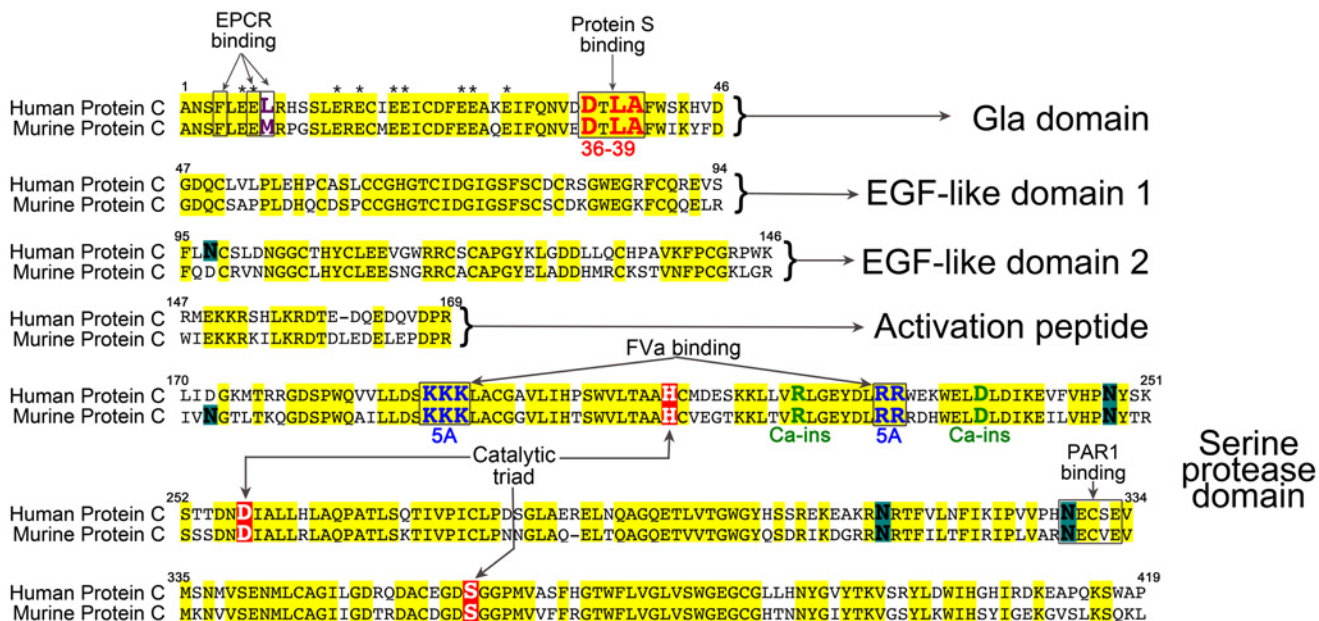 EPCR
binding
Protein S
binding
1
* * * * * * * * *
46
Human Protein C ANSFLEELRHSSLERECIEEICDFEEAKEIFQNVDDTLAFWSKHVD
Murine Protein C ANSFLEEMRPGSLERECMEEICDFEEAQEIFQNVHDTLAFWIKYFD
Gla domain
36-39
47
94
Human Protein C GDQCLVLPLEHPCASLCCGHGTCIDGIGSFSCDCRSGWEGRFCQREVS
Murine Protein C GDQCSAPPLDHQCDSPCCGHGTCIDGIGSFSCSCDKGWEGKFCQQELR
EGF-like domain 1
95
146
Human Protein C FLNCSLDNGGCTHYCLEEVGWRRCSCAPGYKLGDDLLQCHPAVKFPCGRPWK
Murine Protein C FQDCRVNNGGCLHYCLEESNGRRCACAPGYELADDHMRCKSTVNFPCGKLGR
EGF-like domain 2
147
169
Human Protein C RMEKKRSHLKRDTE-DQEDQVDPR
Murine Protein C WIEKKRKILKRDTDLEDELEPDPR
Activation peptide
FVa binding
170
251
Human Protein C LIDGKMTRRGDSPWQVVLLDSKKKLACGAVLIHPSWVLTAAHCMDESKKLLVRLGEYDLRRWEKWELDLDIKEVFVHPNYSK
Murine Protein C IVNGTLTKQGDSPWQAILLDSKKKLACGGVLIHTSWVLTAAHCVEGTKKLTVRLGEYDLRRRDHWELDLDIKEILVHPNYTR
5A
Ca-ins
5A
Ca-ins
Catalytic
triad
PAR1
binding
Serine
protease
domain
252
334
Human Protein C STTDNDIALLHLAQPATLSQTIVPICLPDSGLAERELNQAGQETLVTGWGYHSSREKEAKRNRTFVLNFIKIPVVPHNECSEV
Murine Protein C SSSDNDIALLRLAQPATLSKTIVPICLPNNGLAQ-ELTQAGQETVVTGWGYQSDRIKDGRRNRTFILTFIRIPLVARNECVEV
335
419
Human Protein C MSNMVSENMLCAGILGDRQDACEGDSGGPMVASFHGTWFLVGLVSWGEGCGLLHNYGVYTKVSRYLDWIHGHIRDKEAPQKSWAP
Murine Protein C MKNVVSENMLCAGIIGDTRDACDGDSGGPMVVFFRGTWFLVGLVSWGEGCGHTNNYGIYTKVGSYLKWIHSYIGEKGVSLKSQKL